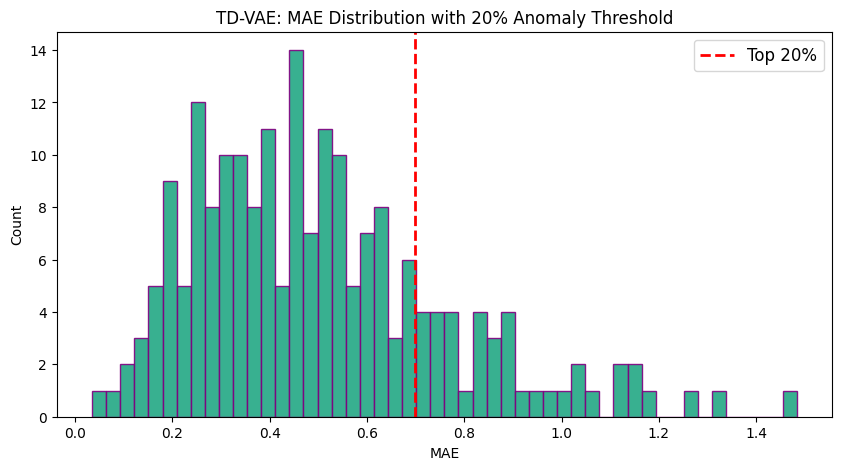 TD-VAE: MAE Distribution with 20% Anomaly Threshold
Top 20%
Count
14
12
10
8
6
4
2
0
0.0 0.2 0.4 0.6 0.8 1.0 1.2 1.4
MAE